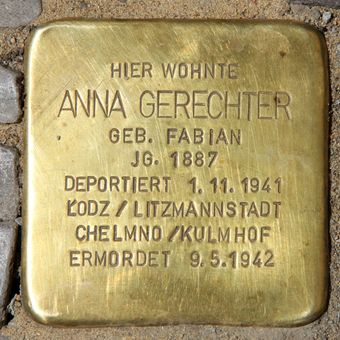 HIER WOHNTE
ANNA GERECHTER
GEB. FABIAN
JG. 1887
DEPORTIERT 1.11.1941
ŁODZ / LITZMANNSTADT
CHELMNO / KULMHOF
ERMORDET 9.5.1942